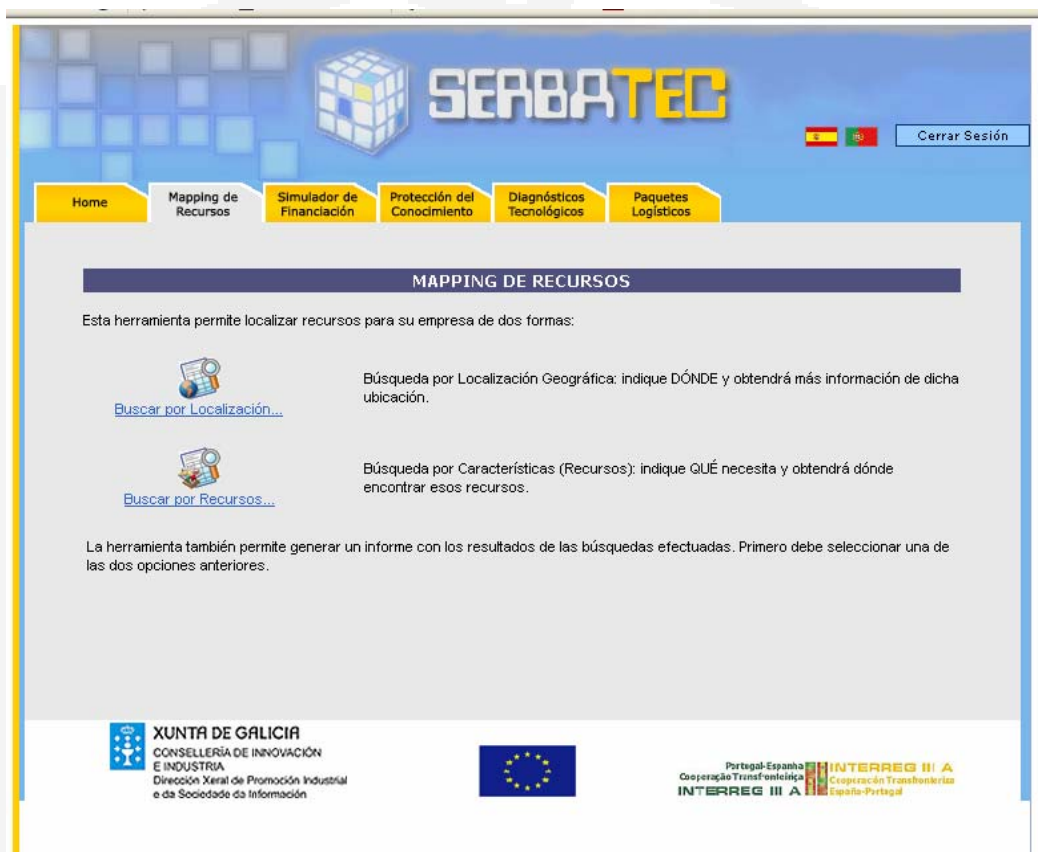 SERBATEC
Cerrar Sesión
Home
Mapping de
Recursos
Simulador de
Financiación
Protección del
Conocimiento
Diagnósticos
Tecnológicos
Paquetes
Logísticos
MAPPING DE RECURSOS
Esta herramienta permite localizar recursos para su empresa de dos formas:
Buscar por Localización...
Búsqueda por Localización Geográfica: indique DÓNDE y obtendrá más información de dicha
ubicación.
Buscar por Recursos...
Búsqueda por Características (Recursos): indique QUÉ necesita y obtendrá dónde
encontrar esos recursos.
La herramienta también permite generar un informe con los resultados de las búsquedas efectuadas. Primero debe seleccionar una de
las dos opciones anteriores.
XUNTA DE GALICIA
CONSELLERÍA DE INNOVACIÓN
E INDUSTRIA
Dirección Xeral de Promoción Industrial
e da Sociedade da Información
Portugal-Espanha
Cooperação Transfronteiriça
INTERREG III A
INTERREG III A
Cooperación Transfronteriza
España-Portugal